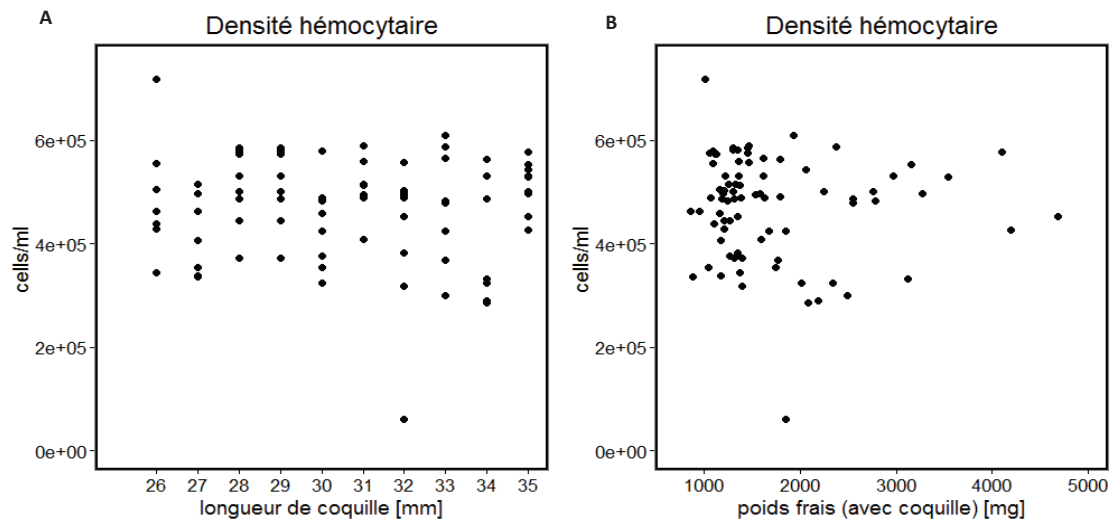 A
Densité hémocytaire
cells/ml
6e+05
4e+05
2e+05
0e+00
26 27 28 29 30 31 32 33 34 35
longueur de coquille [mm]
B
Densité hémocytaire
cells/ml
6e+05
4e+05
2e+05
0e+00
1000 2000 3000 4000 5000
poids frais (avec coquille) [mg]